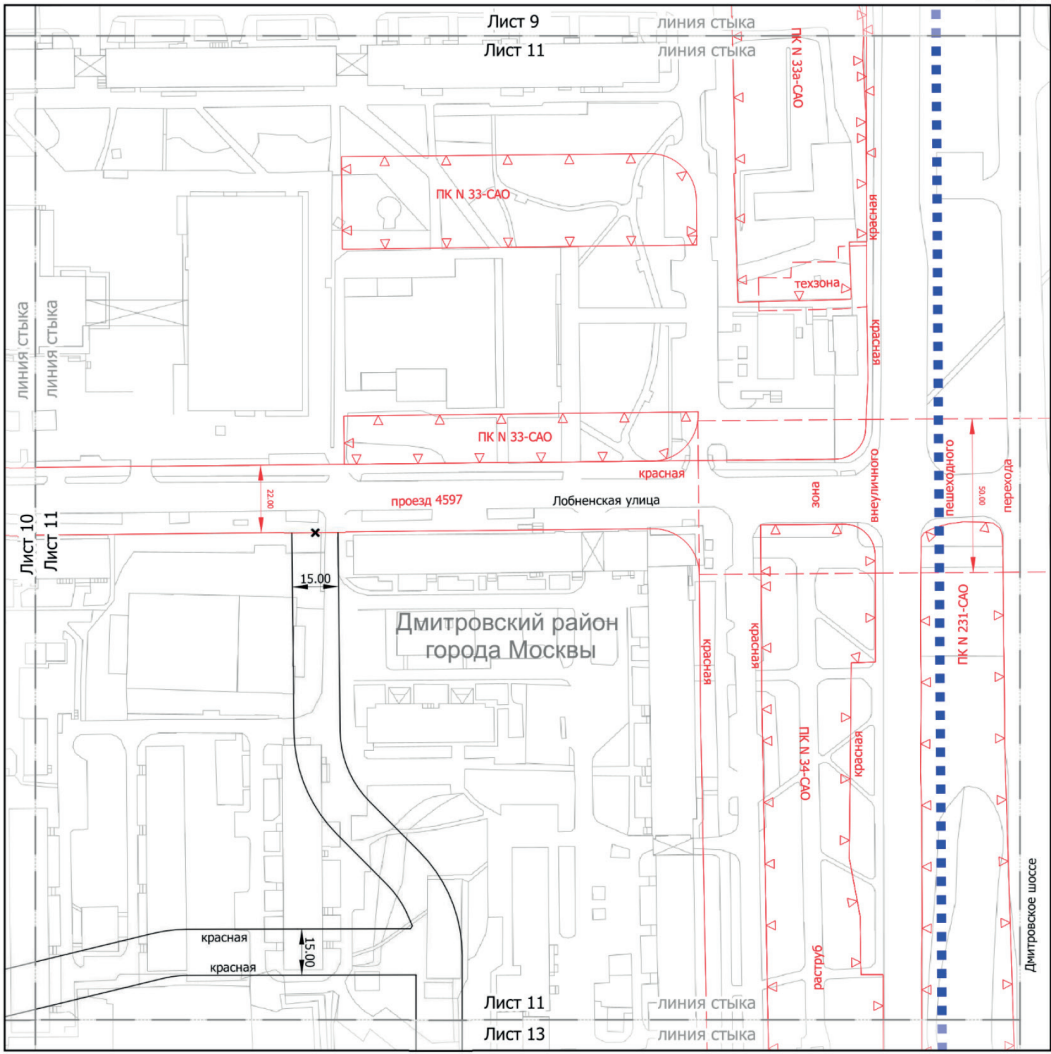 Лист 9
линия стыка
Лист 11
линия стыка
ПК N 33а-САО
ПК N 33-САО
красная
техзона
линия стыка
линия стыка
красная
ПК N 33-САО
красная
22.00
проезд 4597
Лобненская улица
зона
внеуличного
пешеходного
50.00
перехода
Лист 10
Лист 11
15.00
Дмитровский район
города Москвы
красная
красная
ПК N 231-САО
ПК N 34-САО
красная
Дмитровское шоссе
красная
15.00
красная
раструб
Лист 11
линия стыка
Лист 13
линия стыка